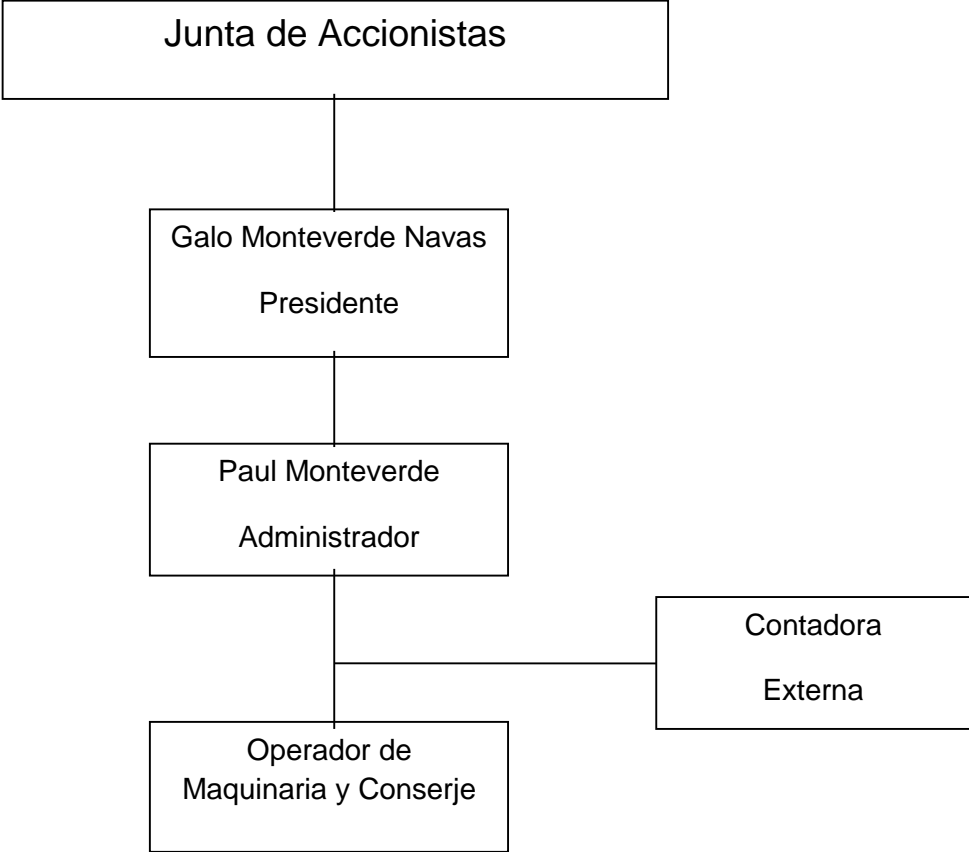 Junta de Accionistas
Galo Monteverde Navas
Presidente
Paul Monteverde
Administrador
Contadora
Externa
Operador de
Maquinaria y Conserje